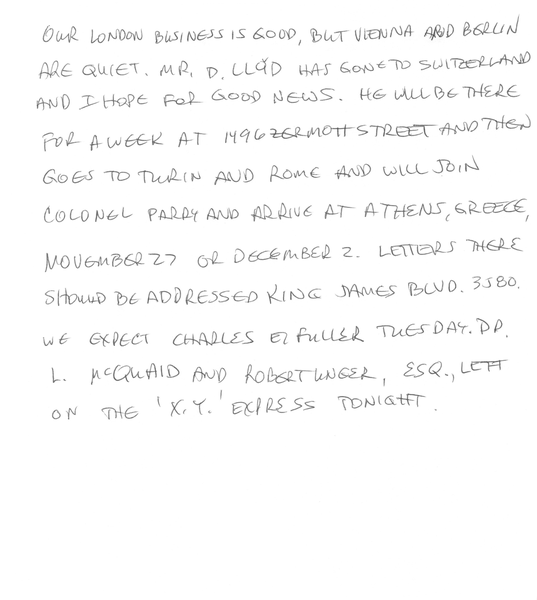 OUR LONDON BUSINESS IS GOOD, BUT VIENNA AND BERLIN
ARE QUIET. MR. D. LLOYD HAS GONE TO SWITZERLAND
AND I HOPE FOR GOOD NEWS. HE WILL BE THERE
FOR A WEEK AT 1496 ZERMOTT STREET AND THEN
GOES TO TURIN AND ROME AND WILL JOIN
COLONEL PARRY AND ARRIVE AT ATHENS, GREECE,
NOVEMBER 27 OR DECEMBER 2. LETTERS THERE
SHOULD BE ADDRESSED KING JAMES BLVD. 3580.
WE EXPECT CHARLES E. FULLER TUESDAY. DR.
L. MCQUAID AND ROBERT UNGER, ESQ., LEFT
ON THE 'X.Y.' EXPRESS TONIGHT.